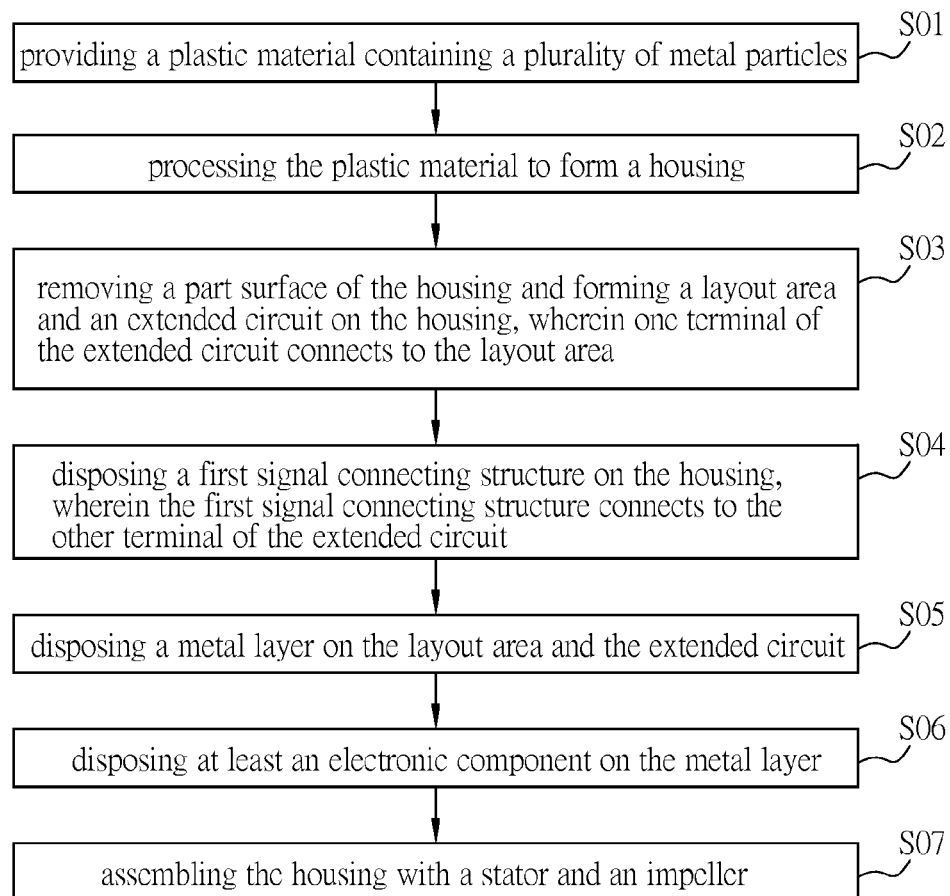 S01
providing a plastic material containing a plurality of metal particles
S02
processing the plastic material to form a housing
S03
removing a part surface of the housing and forming a layout area
and an extended circuit on the housing, wherein one terminal of
the extended circuit connects to the layout area
S04
disposing a first signal connecting structure on the housing,
wherein the first signal connecting structure connects to the
other terminal of the extended circuit
S05
disposing a metal layer on the layout area and the extended circuit
S06
disposing at least an electronic component on the metal layer
S07
assembling the housing with a stator and an impeller